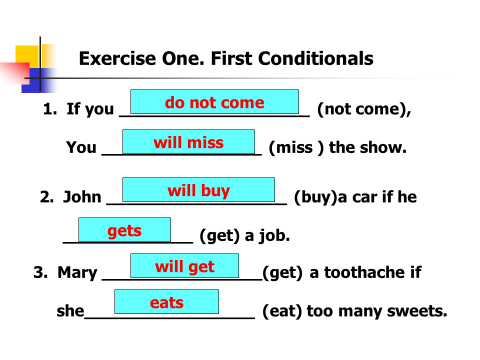 Exercise One. First Conditionals
1. If you do not come (not come),
You will miss (miss ) the show.
2. John will buy (buy)a car if he
gets (get) a job.
3. Mary will get (get) a toothache if
she eats (eat) too many sweets.